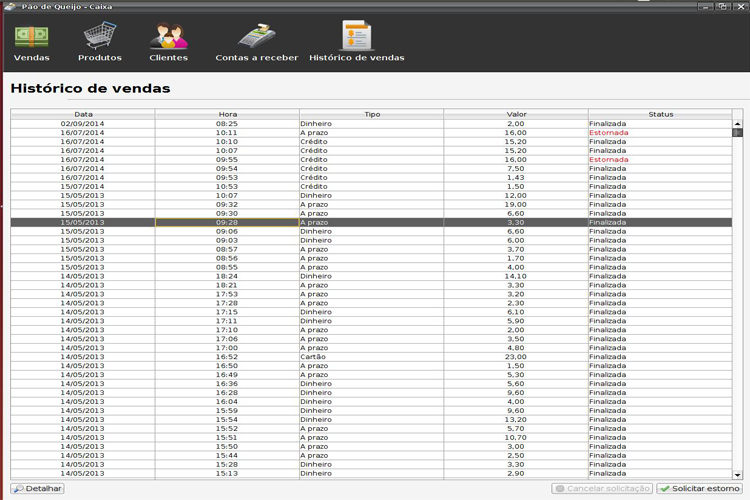 Pão de Queijo - Caixa
Vendas Produtos Clientes Contas a receber Histórico de vendas
Histórico de vendas
Data Hora Tipo Valor Status
02/09/2014 08:25 Dinheiro 2,00 Finalizada
16/07/2014 10:11 A prazo 16,00 Estornada
16/07/2014 10:10 Crédito 15,20 Finalizada
16/07/2014 10:07 Crédito 15,20 Finalizada
16/07/2014 09:55 Crédito 16,00 Estornada
16/07/2014 09:54 Crédito 7,50 Finalizada
16/07/2014 09:53 Crédito 1,43 Finalizada
16/07/2014 10:53 Crédito 1,50 Finalizada
15/05/2013 10:07 Dinheiro 12,00 Finalizada
15/05/2013 09:32 A prazo 19,00 Finalizada
15/05/2013 09:30 A prazo 6,60 Finalizada
15/05/2013 09:28 A prazo 3,30 Finalizada
15/05/2013 09:06 Dinheiro 6,60 Finalizada
15/05/2013 09:03 Dinheiro 6,00 Finalizada
15/05/2013 08:57 A prazo 3,70 Finalizada
15/05/2013 08:56 A prazo 1,70 Finalizada
15/05/2013 08:55 A prazo 4,00 Finalizada
14/05/2013 18:24 Dinheiro 14,10 Finalizada
14/05/2013 18:21 A prazo 3,30 Finalizada
14/05/2013 17:53 A prazo 3,20 Finalizada
14/05/2013 17:28 A prazo 2,30 Finalizada
14/05/2013 17:15 Dinheiro 6,10 Finalizada
14/05/2013 17:11 Dinheiro 5,90 Finalizada
14/05/2013 17:10 A prazo 2,00 Finalizada
14/05/2013 17:06 A prazo 3,50 Finalizada
14/05/2013 17:00 A prazo 4,80 Finalizada
14/05/2013 16:52 Cartão 23,00 Finalizada
14/05/2013 16:50 A prazo 1,50 Finalizada
14/05/2013 16:49 A prazo 5,30 Finalizada
14/05/2013 16:36 Dinheiro 5,60 Finalizada
14/05/2013 16:28 Dinheiro 9,60 Finalizada
14/05/2013 16:04 A prazo 4,00 Finalizada
14/05/2013 15:59 Dinheiro 9,60 Finalizada
14/05/2013 15:54 Dinheiro 13,20 Finalizada
14/05/2013 15:52 A prazo 5,70 Finalizada
14/05/2013 15:51 A prazo 10,70 Finalizada
14/05/2013 15:50 A prazo 3,00 Finalizada
14/05/2013 15:44 A prazo 2,50 Finalizada
14/05/2013 15:28 Dinheiro 3,30 Finalizada
14/05/2013 15:13 Dinheiro 2,90 Finalizada
Detalhar Cancelar solicitação Solicitar estorno